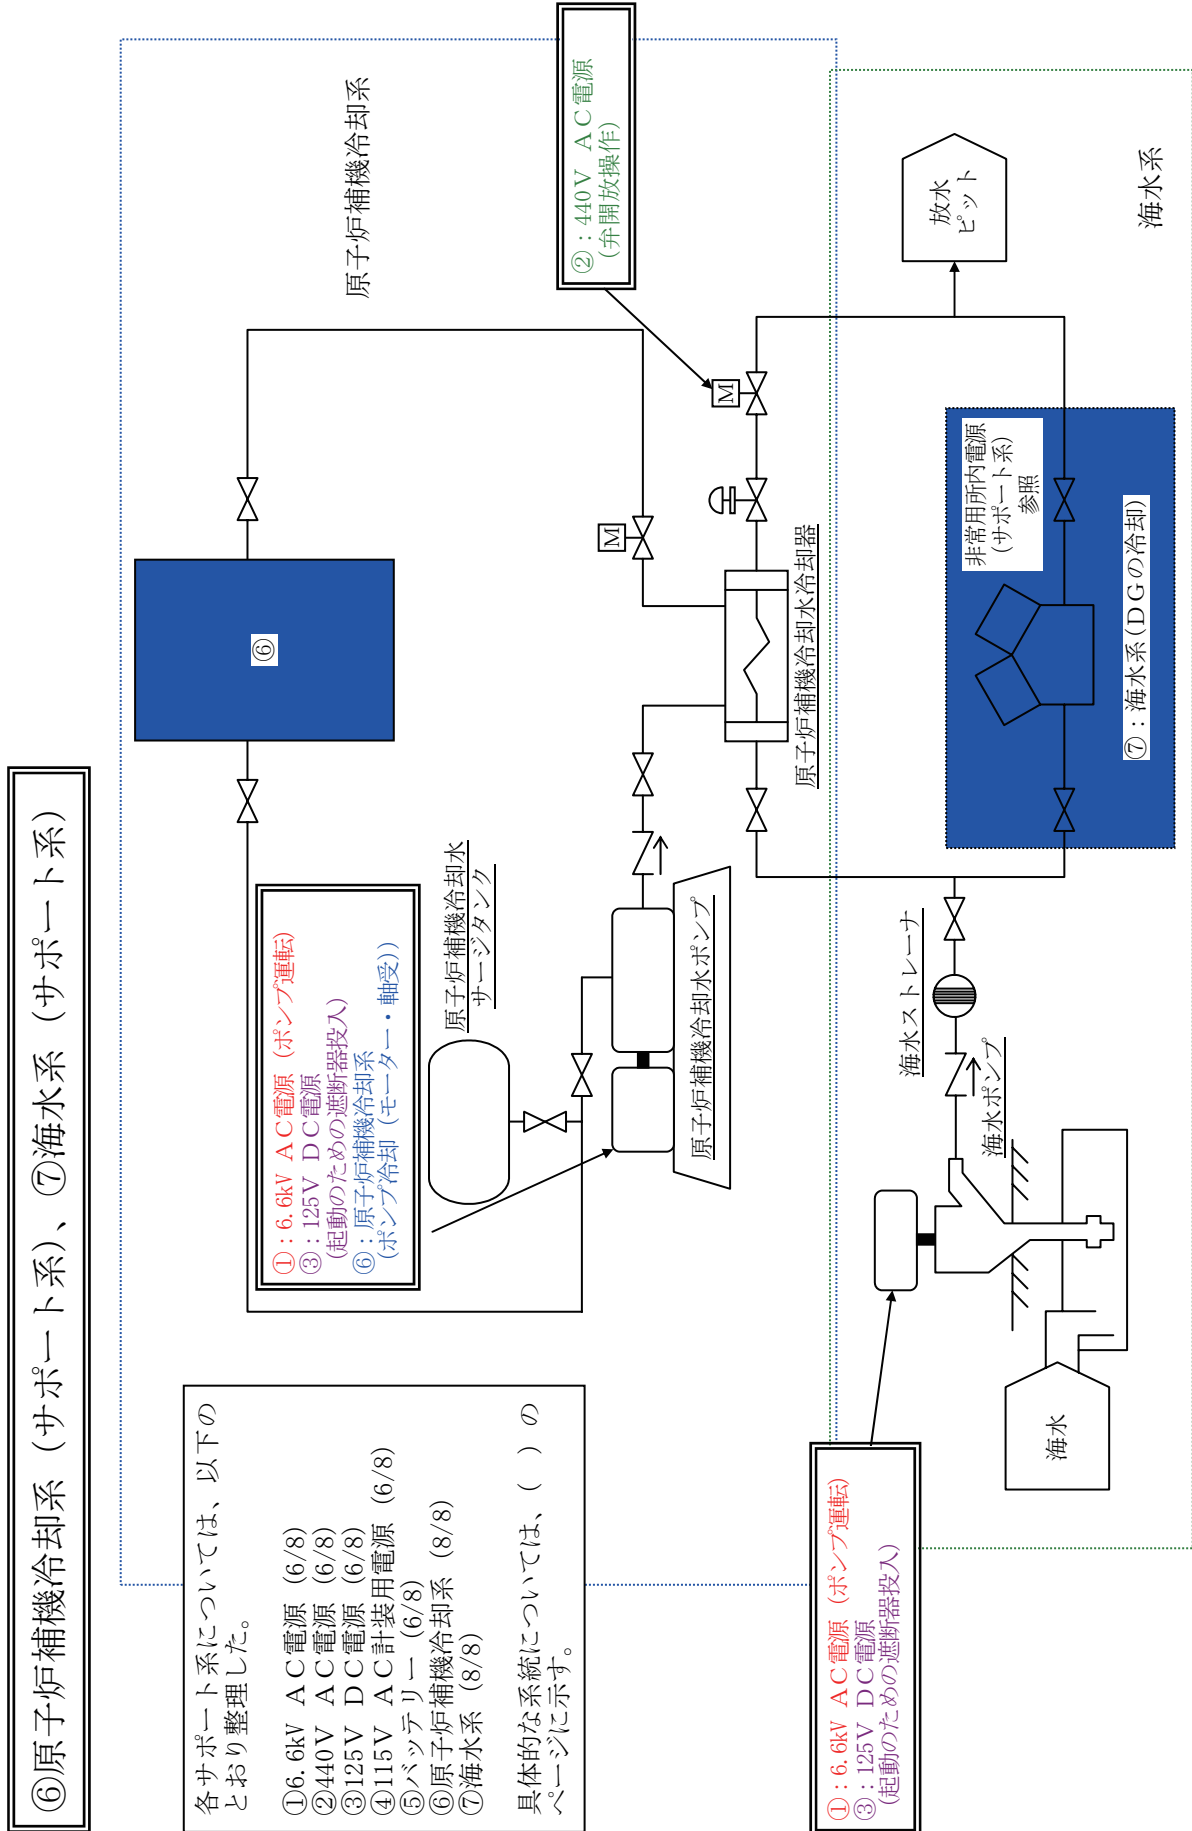 ⑥原子炉補機冷却系（サポート系）、⑦海水系（サポート系）
各サポート系については、以下の
とおり整理した。
①6.6kV AC電源（6/8）
②440V AC電源（6/8）
③125V DC電源（6/8）
④115V AC計装用電源（6/8）
⑤バッテリー（6/8）
⑥原子炉補機冷却系（8/8）
⑦海水系（8/8）
具体的な系統については、（ ）の
ページに示す。
①：6.6kV AC電源（ポンプ運転）
③：125V DC電源
(起動のための遮断器投入)
⑥：原子炉補機冷却系
(ポンプ冷却（モーター・軸受）)
原子炉補機冷却水
サージタンク
原子炉補機冷却水ポンプ
⑥
原子炉補機冷却系
②：440V AC電源
(弁開放操作)
M
M
原子炉補機冷却水冷却器
①：6.6kV AC電源（ポンプ運転）
③：125V DC電源
(起動のための遮断器投入)
海水
海水ポンプ
海水ストレーナ
非常用所内電源
(サポート系)
参照
⑦：海水系(DGの冷却)
放水
ピット
海水系